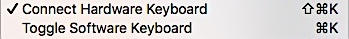 ✓ Connect Hardware Keyboard ⇧⌘K
Toggle Software Keyboard ⌘K